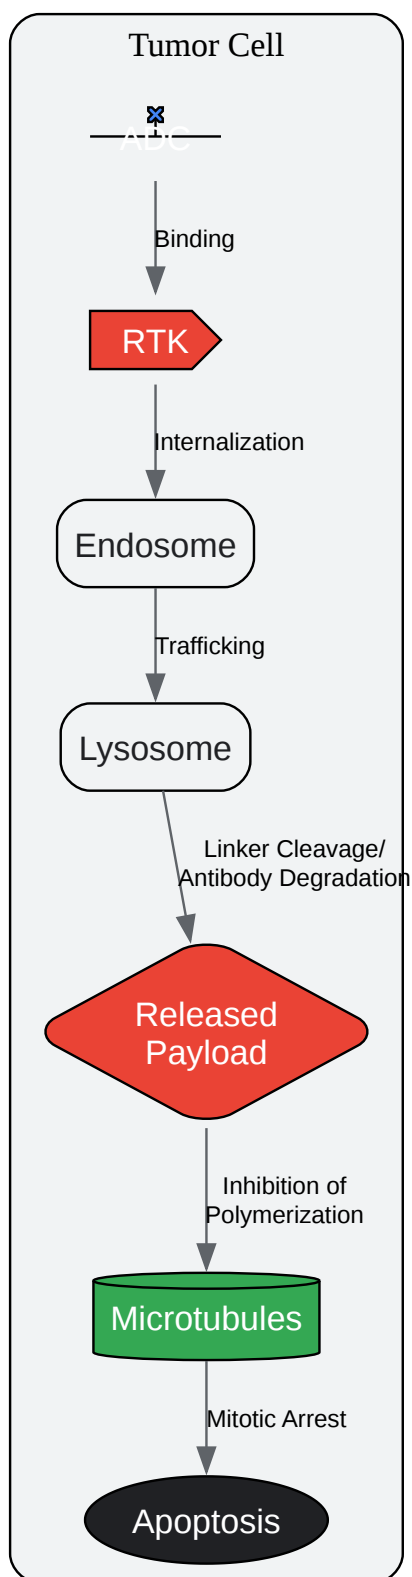 Tumor Cell
ADC
Binding
RTK
Internalization
Endosome
Trafficking
Lysosome
Linker Cleavage/
Antibody Degradation
Released
Payload
Inhibition of
Polymerization
Microtubules
Mitotic Arrest
Apoptosis